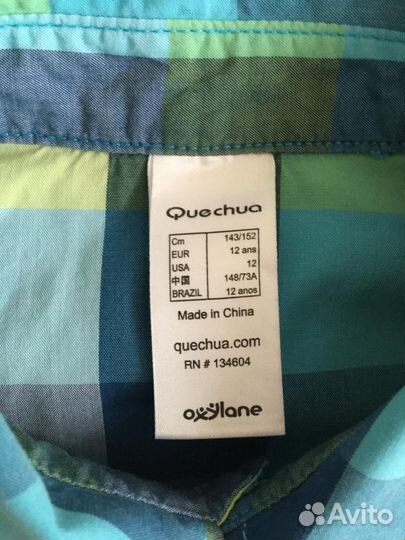 Quechua
Cm 143/152
EUR 12 ans
USA 12
中国 148/73A
BRAZIL 12 anos
Made in China
quechua.com
RN # 134604
oxylane
Avito